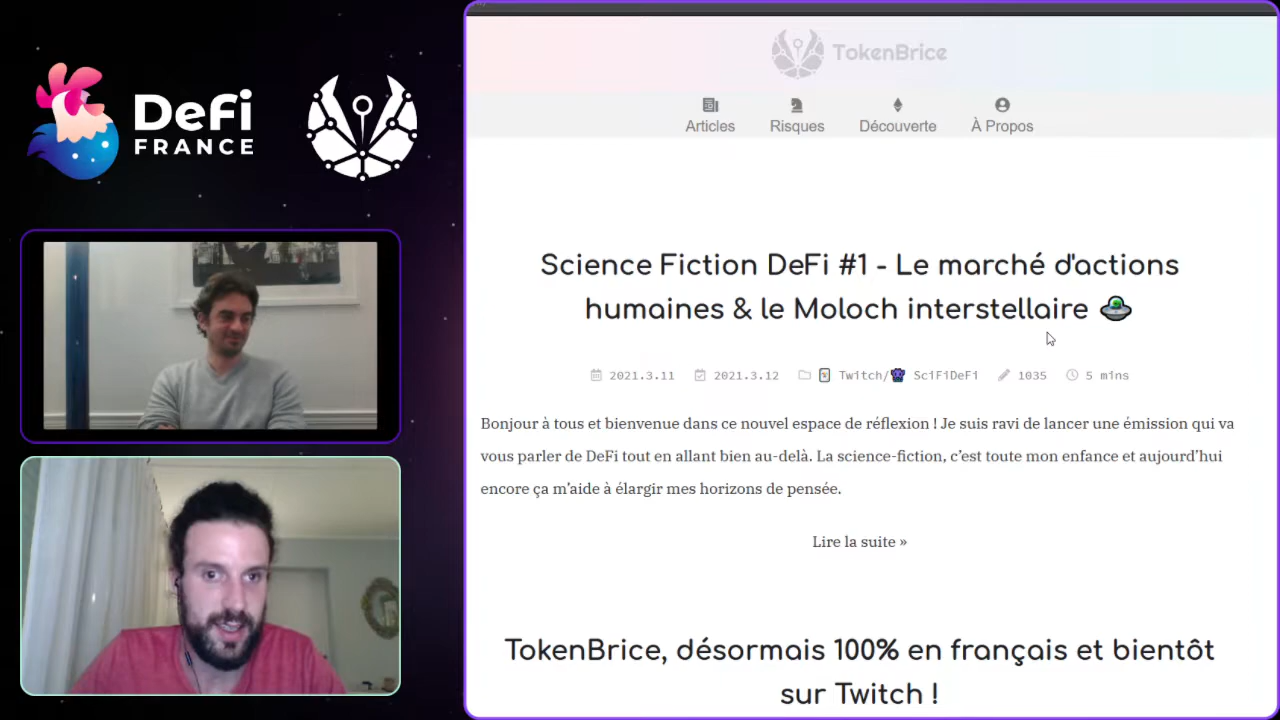 DeFi
FRANCE
TokenBrice
Articles
Risques
Découverte
À Propos
Science Fiction DeFi #1 - Le marché d'actions
humaines & le Moloch interstellaire
2021.3.11
2021.3.12
Twitch/
SciFiDeFi
1035
5 mins
Bonjour à tous et bienvenue dans ce nouvel espace de réflexion ! Je suis ravi de lancer une émission qui va
vous parler de DeFi tout en allant bien au-delà. La science-fiction, c’est toute mon enfance et aujourd’hui
encore ça m’aide à élargir mes horizons de pensée.
Lire la suite »
TokenBrice, désormais 100% en français et bientôt
sur Twitch !